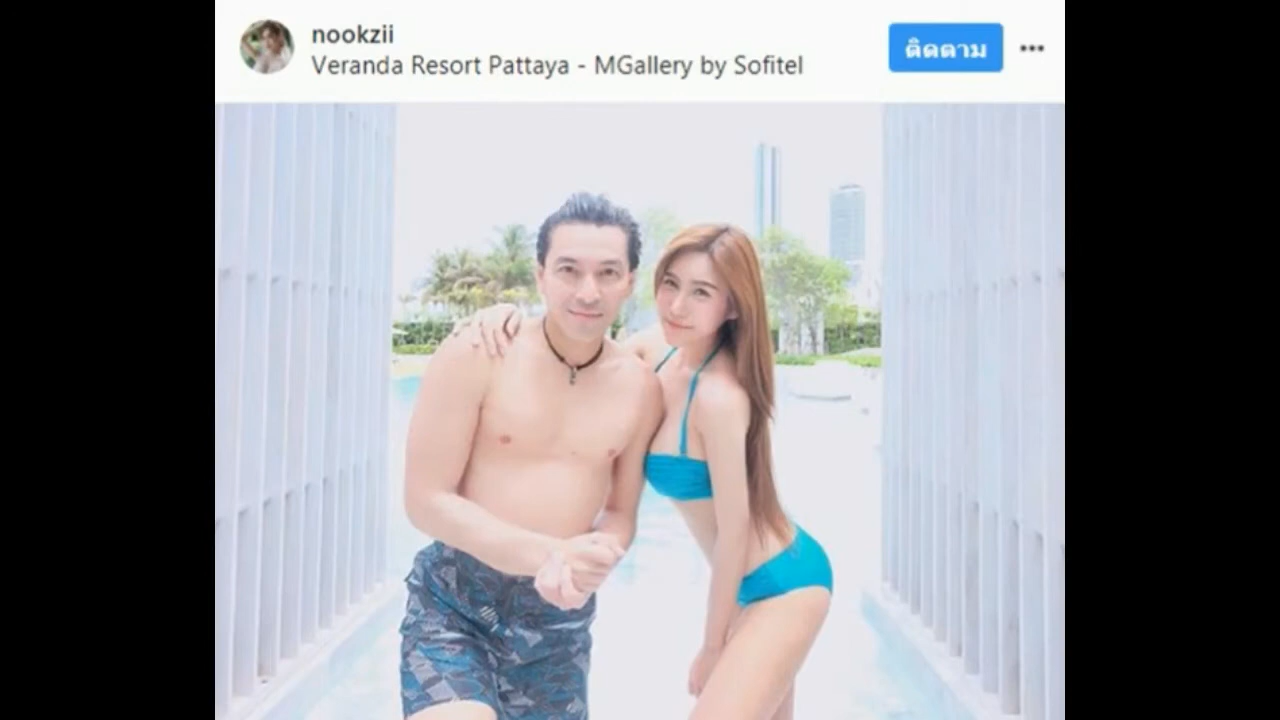 nookzii
Veranda Resort Pattaya - MGallery by Sofitel
ติดตาม